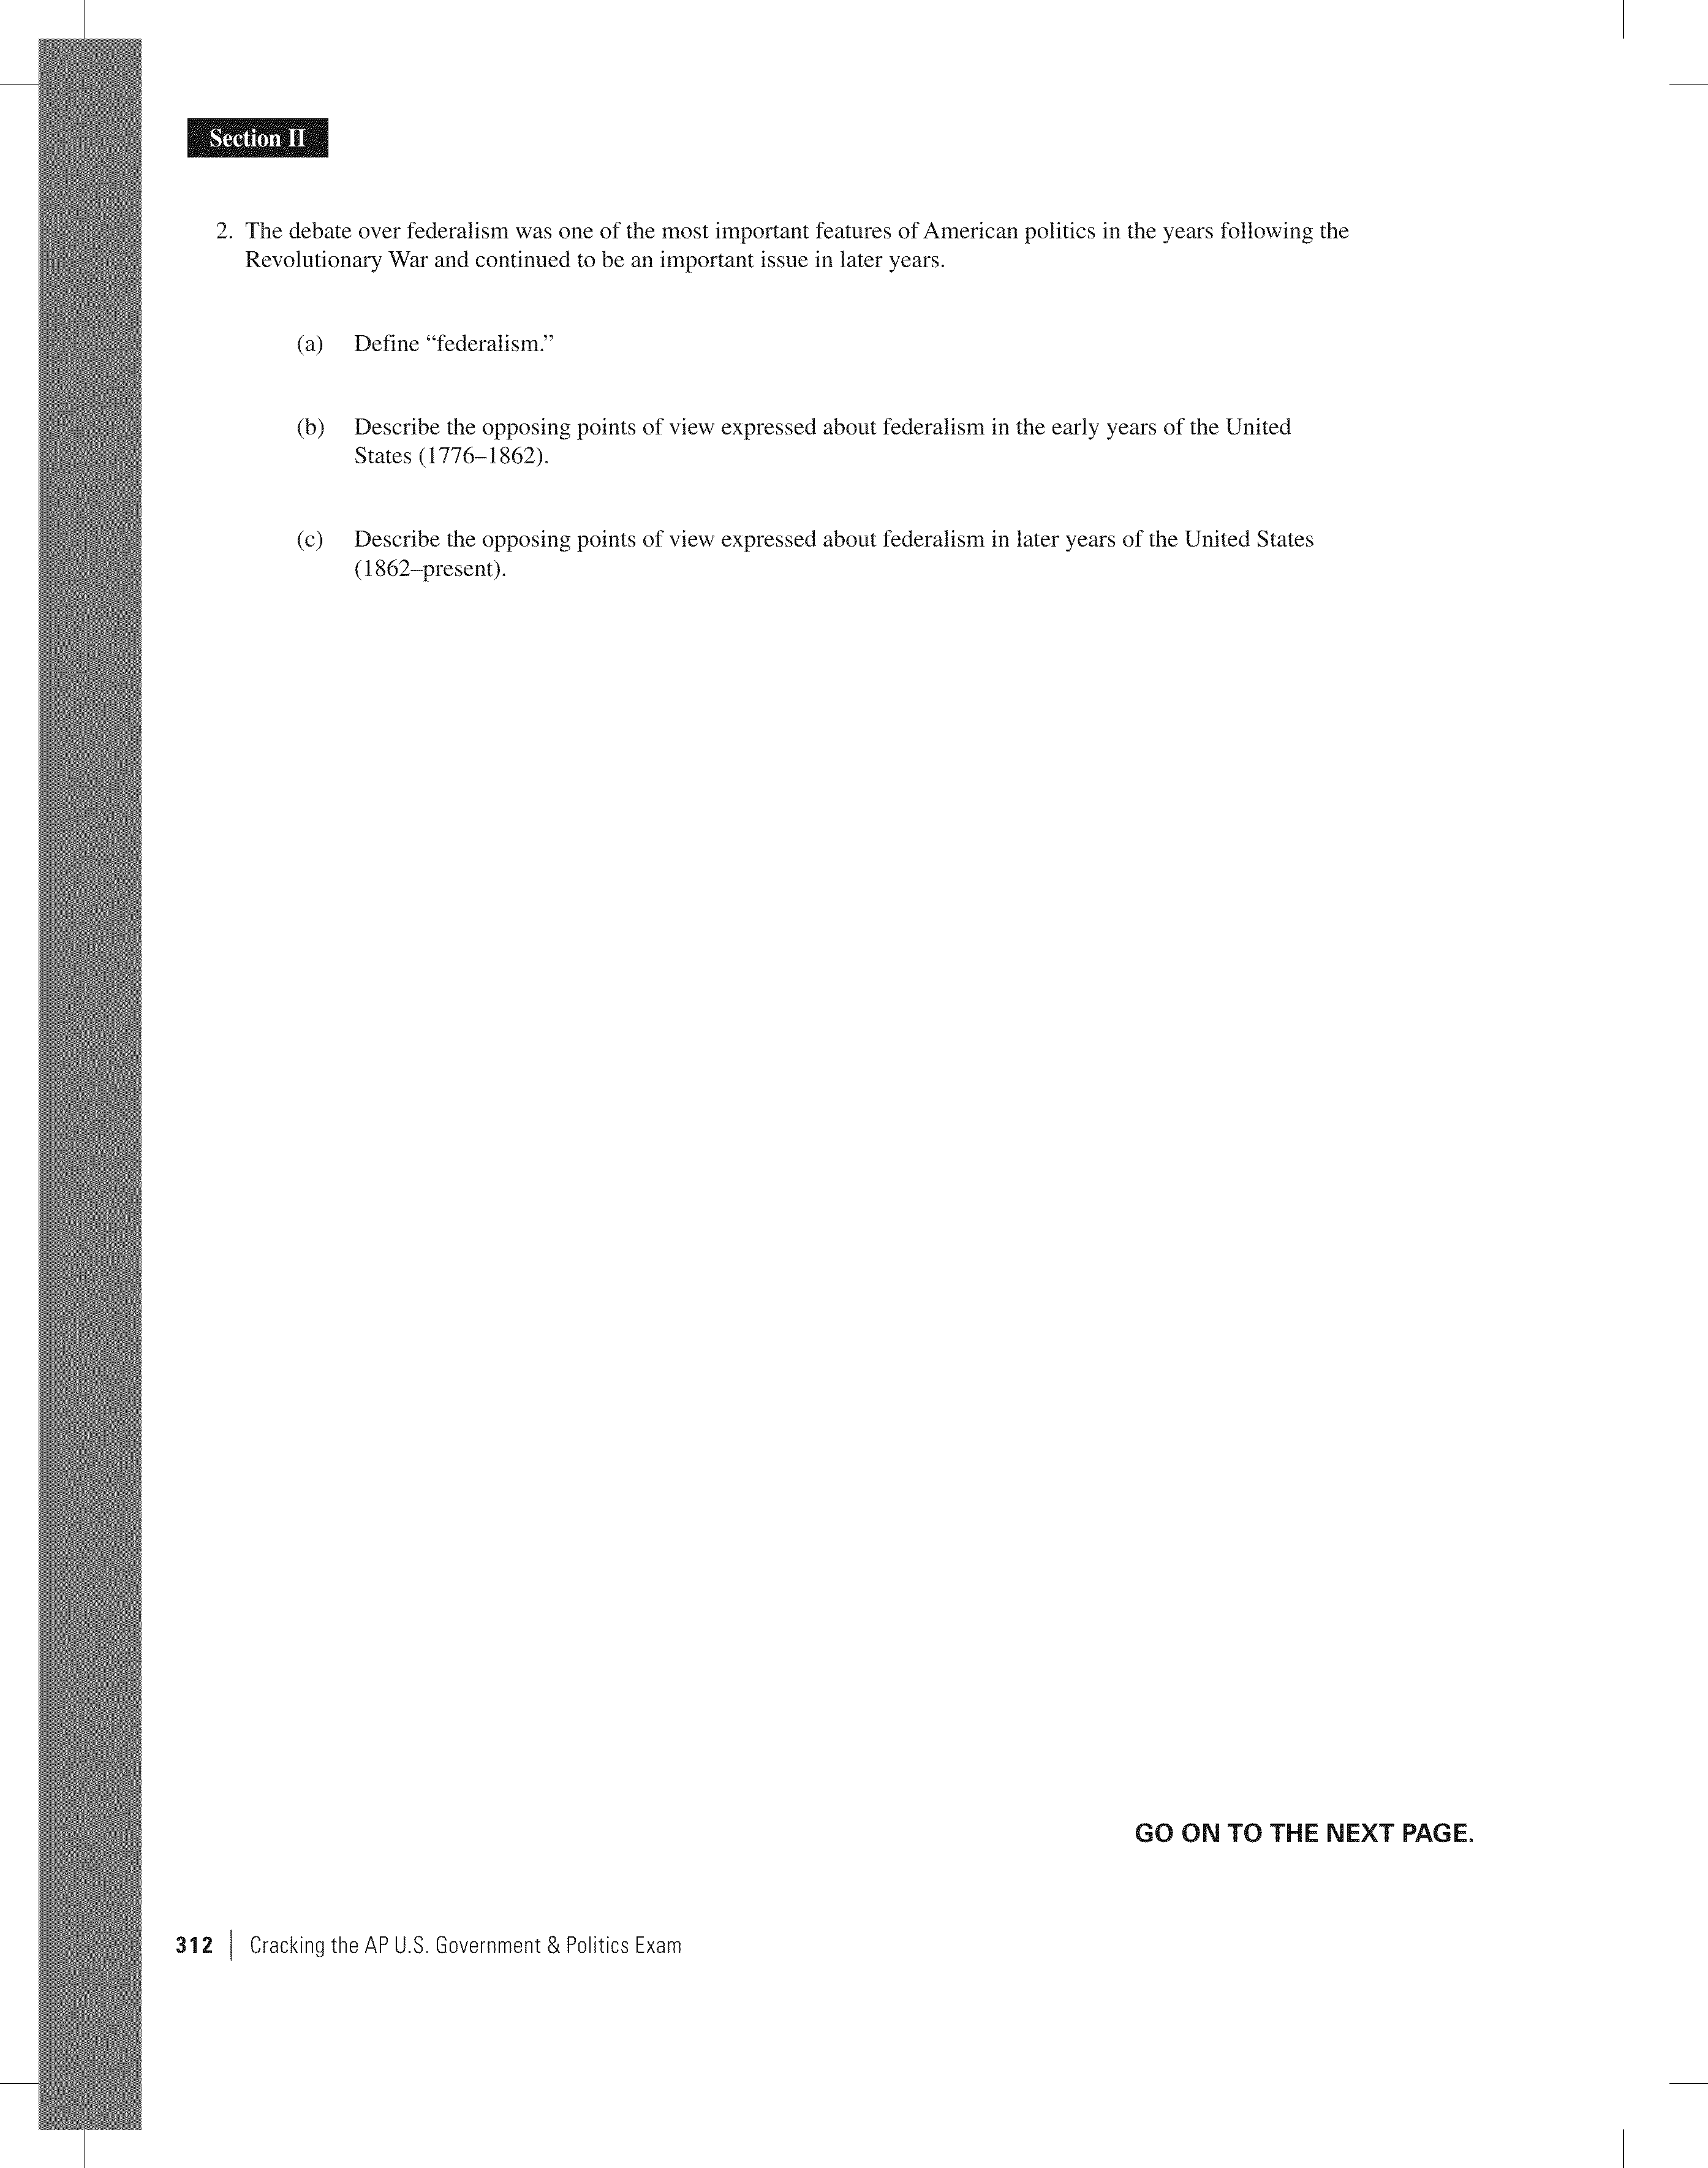 Section II
2. The debate over federalism was one of the most important features of American politics in the years following the
Revolutionary War and continued to be an important issue in later years.
(a) Define “federalism.”
(b) Describe the opposing points of view expressed about federalism in the early years of the United
States (1776–1862).
(c) Describe the opposing points of view expressed about federalism in later years of the United States
(1862–present).
GO ON TO THE NEXT PAGE.
312 | Cracking the AP U.S. Government & Politics Exam